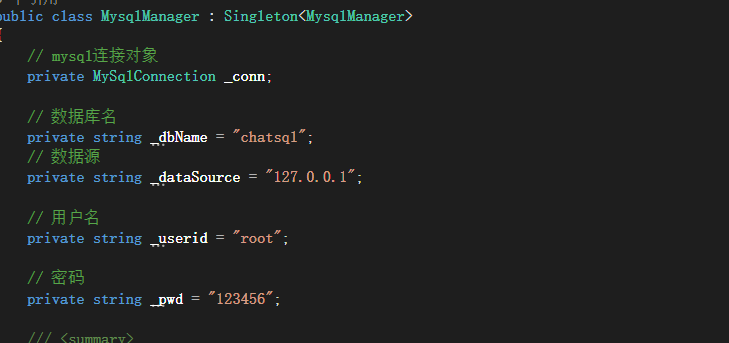 public class MysqlManager : Singleton<MysqlManager>
{
// mysql连接对象
private MySqlConnection _conn;
// 数据库名
private string _dbName = "chatsql";
// 数据源
private string _dataSource = "127.0.0.1";
// 用户名
private string _userid = "root";
// 密码
private string _pwd = "123456";
/// <summary>